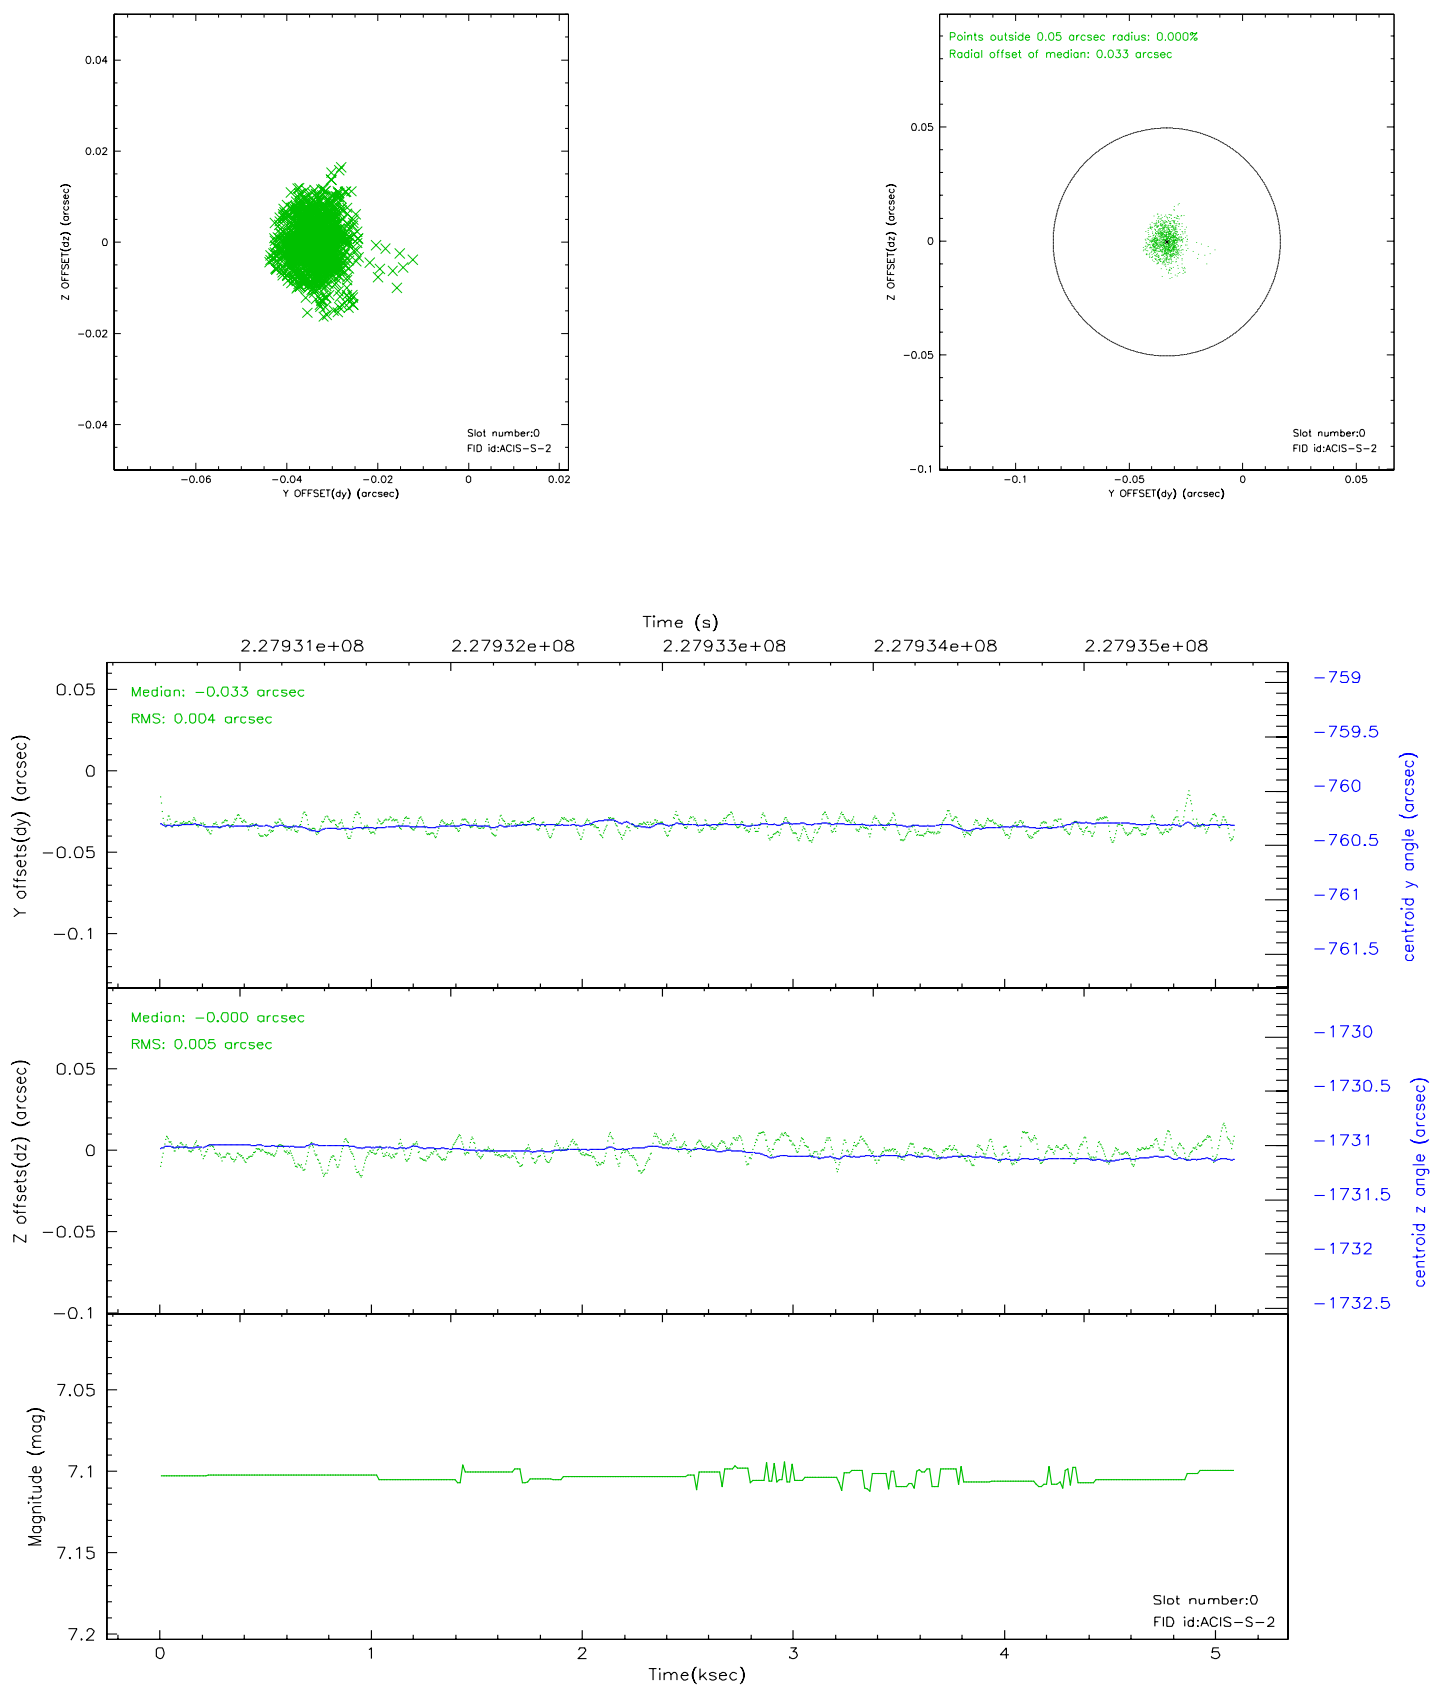 0.04
0.02
0
-0.02
-0.04
Z OFFSET(dz) (arcsec)
Slot number:0
FID id:ACIS-S-2
-0.06
-0.04
-0.02
0
0.02
Y OFFSET(dy) (arcsec)
Points outside 0.05 arcsec radius: 0.000%
Radial offset of median: 0.033 arcsec
0.05
0
-0.05
-0.1
Z OFFSET(dz) (arcsec)
Slot number:0
FID id:ACIS-S-2
-0.1
-0.05
0
0.05
Y OFFSET(dy) (arcsec)
Time (s)
2.27931e+08
2.27932e+08
2.27933e+08
2.27934e+08
2.27935e+08
Median: -0.033 arcsec
RMS: 0.004 arcsec
0.05
0
-0.05
-0.1
Y offsets(dy) (arcsec)
-759
-759.5
-760
-760.5
-761
-761.5
centroid y angle (arcsec)
Median: -0.000 arcsec
RMS: 0.005 arcsec
0.05
0
-0.05
-0.1
Z offsets(dz) (arcsec)
-1730
-1730.5
-1731
-1731.5
-1732
-1732.5
centroid z angle (arcsec)
7.05
7.1
7.15
7.2
Magnitude (mag)
Slot number:0
FID id:ACIS-S-2
0
1
2
3
4
5
Time(ksec)